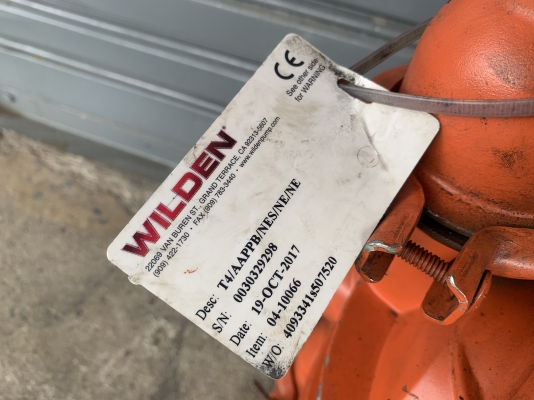 CE
See other side
for WARNING
WILDEN
22069 VAN BUREN ST., GRAND TERRACE, CA 92313-5607
(909) 422-1730 • FAX (909) 783-3440 • www.wildenpump.com
Desc: T4/AAPPB/NES/NE/NE
S/N: 0030329298
Date: 19-OCT-2017
Item: 04-10066
W/O: 40933418507520